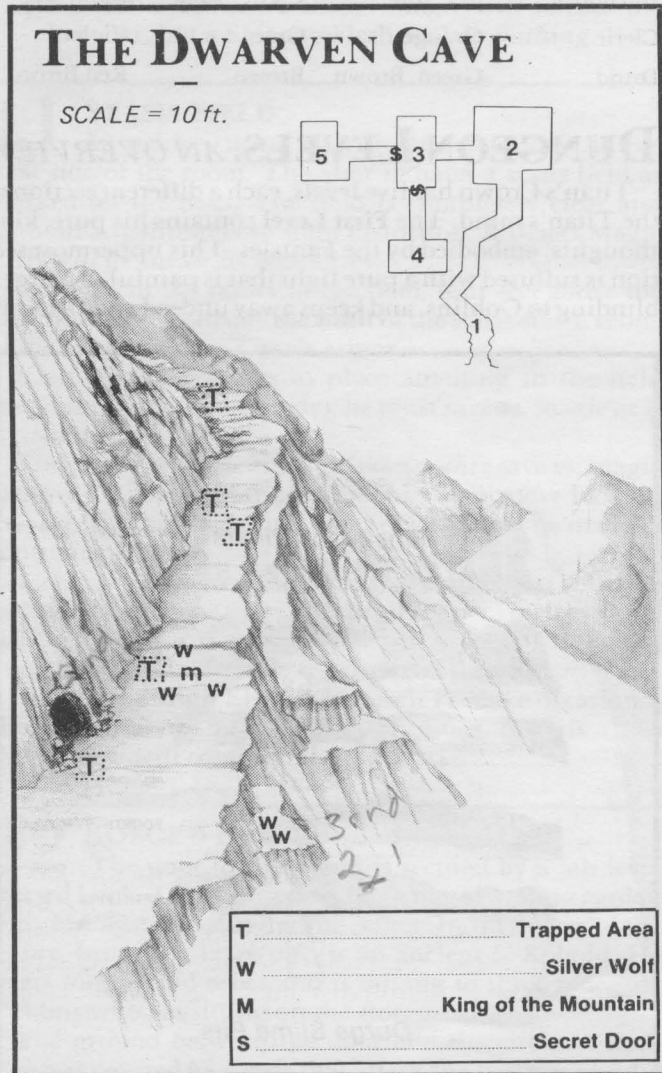 THE DWARVEN CAVE
SCALE = 10 ft.
5 S 3 2
S
4
1
T
T
T
w
T m
w w
T
w
w
T Trapped Area
W Silver Wolf
M King of the Mountain
S Secret Door